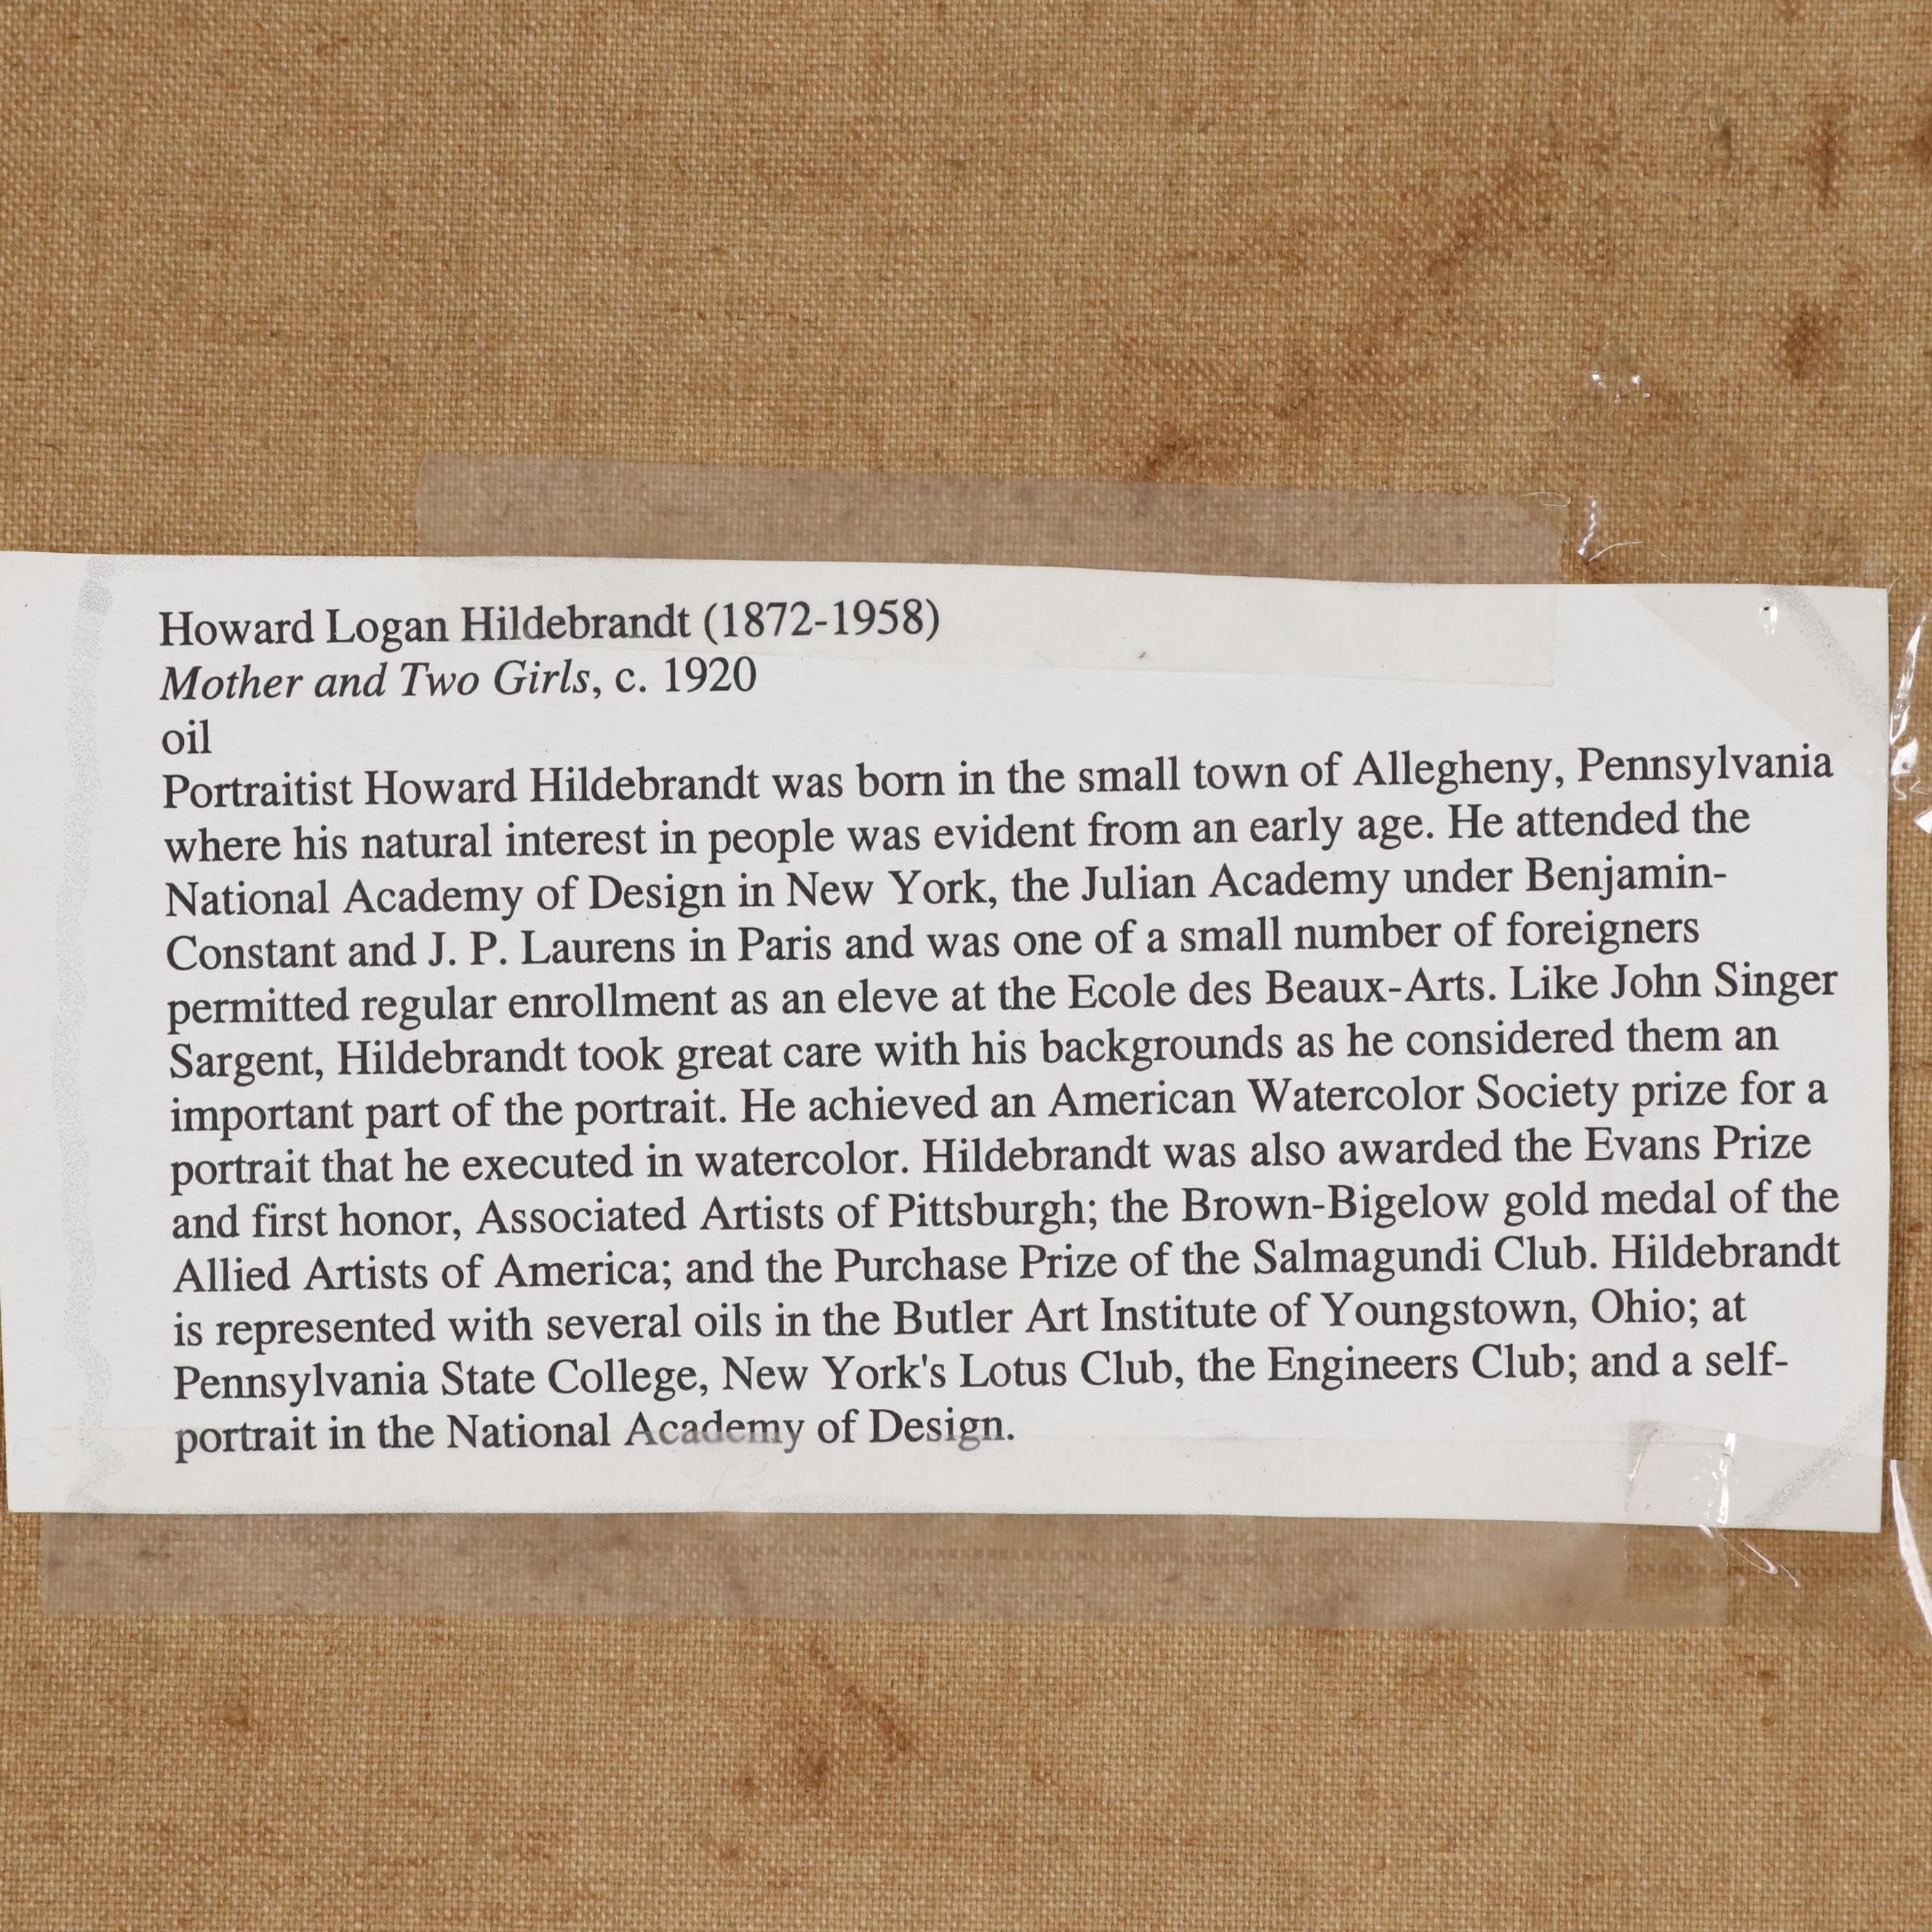 Howard Logan Hildebrandt (1872-1958)
Mother and Two Girls, c. 1920
oil
Portraitist Howard Hildebrandt was born in the small town of Allegheny, Pennsylvania
where his natural interest in people was evident from an early age. He attended the
National Academy of Design in New York, the Julian Academy under Benjamin-
Constant and J. P. Laurens in Paris and was one of a small number of foreigners
permitted regular enrollment as an eleve at the Ecole des Beaux-Arts. Like John Singer
Sargent, Hildebrandt took great care with his backgrounds as he considered them an
important part of the portrait. He achieved an American Watercolor Society prize for a
portrait that he executed in watercolor. Hildebrandt was also awarded the Evans Prize
and first honor, Associated Artists of Pittsburgh; the Brown-Bigelow gold medal of the
Allied Artists of America; and the Purchase Prize of the Salmagundi Club. Hildebrandt
is represented with several oils in the Butler Art Institute of Youngstown, Ohio; at
Pennsylvania State College, New York's Lotus Club, the Engineers Club; and a self-
portrait in the National Academy of Design.